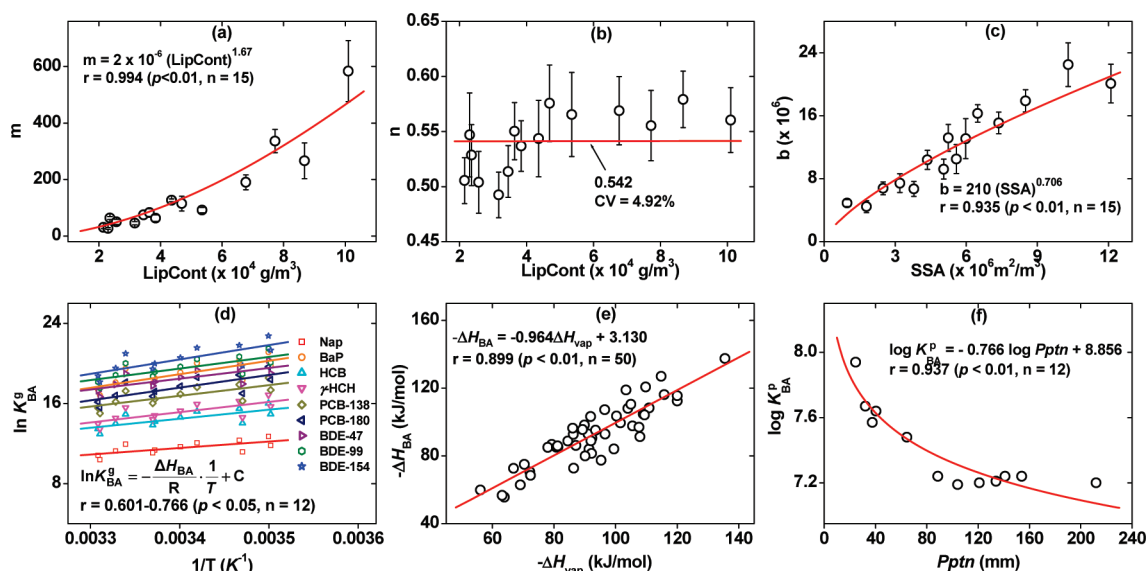 (a)
m = 2 x 10⁻⁶ (LipCont)¹·⁶⁷
r = 0.994 (p<0.01, n = 15)
m
600
400
200
0
2 4 6 8 10
LipCont (x 10⁴ g/m³)
(b)
n
0.65
0.60
0.55
0.50
0.45
0.542
CV = 4.92%
2 4 6 8 10
LipCont (x 10⁴ g/m³)
(c)
b (x 10⁶)
24
16
8
0
b = 210 (SSA)⁰·⁷⁰⁶
r = 0.935 (p < 0.01, n = 15)
0 3 6 9 12
SSA (x 10⁶m²/m³)
(d)
ln K^g_BA
24
20
16
12
8
Nap
BaP
HCB
γHCH
PCB-138
PCB-180
BDE-47
BDE-99
BDE-154
lnK^g_BA = -ΔH_BA/R · 1/T + C
r = 0.601-0.766 (p < 0.05, n = 12)
0.0033 0.0034 0.0035 0.0036
1/T (K⁻¹)
(e)
-ΔH_BA = -0.964ΔH_vap + 3.130
r = 0.899 (p < 0.01, n = 50)
-ΔH_BA (kJ/mol)
160
120
80
40
60 80 100 120 140
-ΔH_vap (kJ/mol)
(f)
log K^p_BA = - 0.766 log Pptn + 8.856
r = 0.937 (p < 0.01, n = 12)
log K^p_BA
8.0
7.6
7.2
0 40 80 120 160 200 240
Pptn (mm)